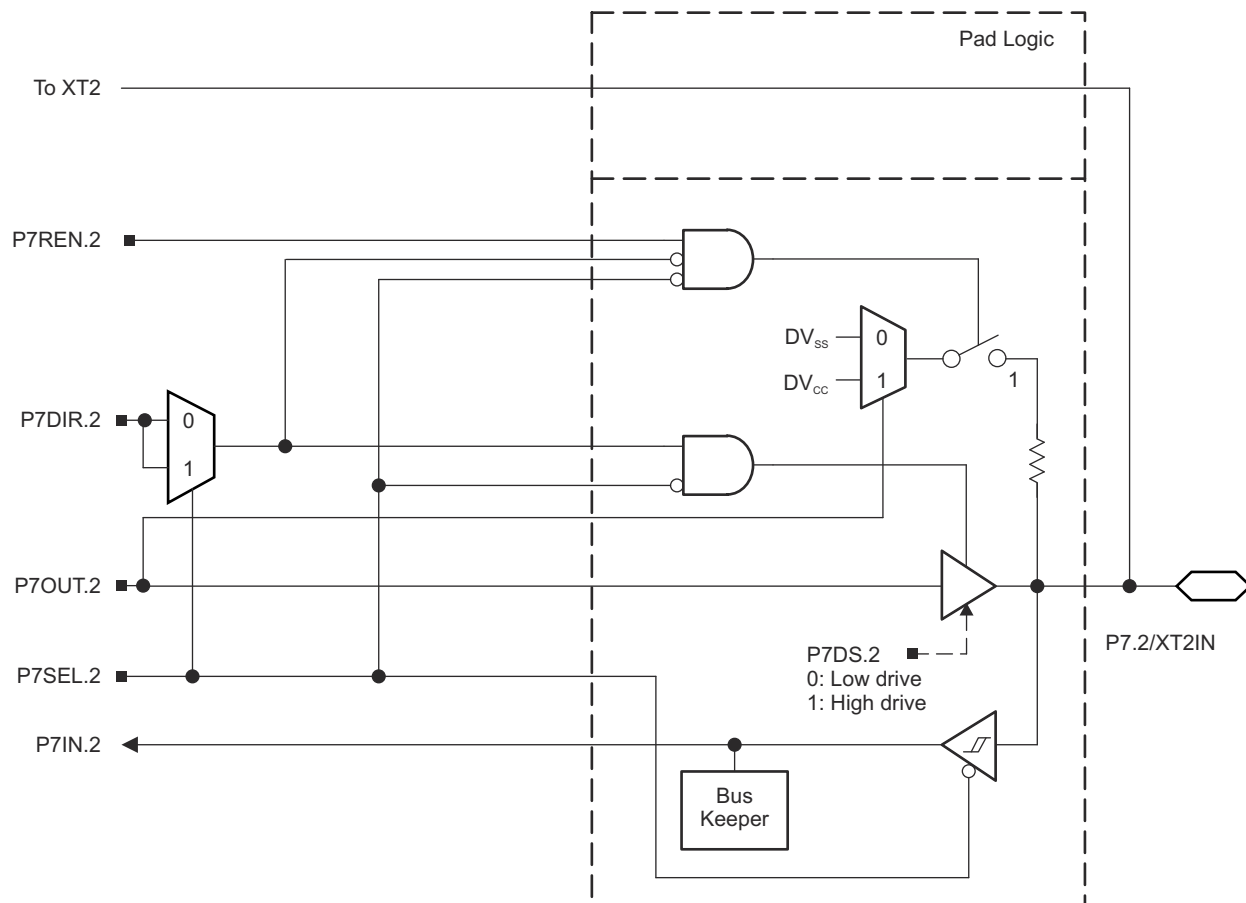 Pad Logic
To XT2
P7REN.2
DVSS
0
DVCC
1
1
P7DIR.2
0
1
P7OUT.2
P7DS.2
0: Low drive
1: High drive
P7.2/XT2IN
P7SEL.2
P7IN.2
Bus
Keeper